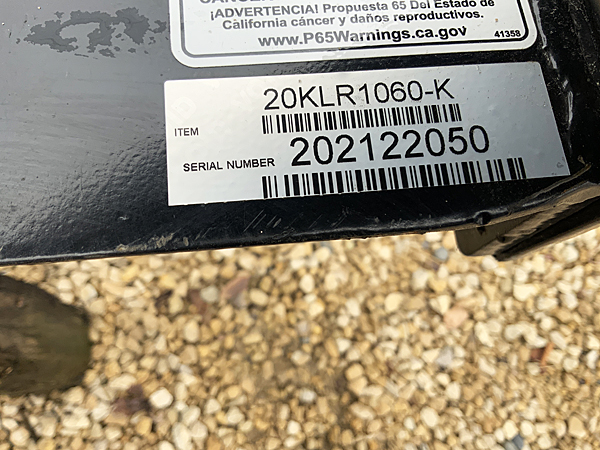 ¡ADVERTENCIA! Propuesta 65 Del Estado de
California cáncer y daños reproductivos.
www.P65Warnings.ca.gov 41358
20KLR1060-K
ITEM
SERIAL NUMBER 202122050